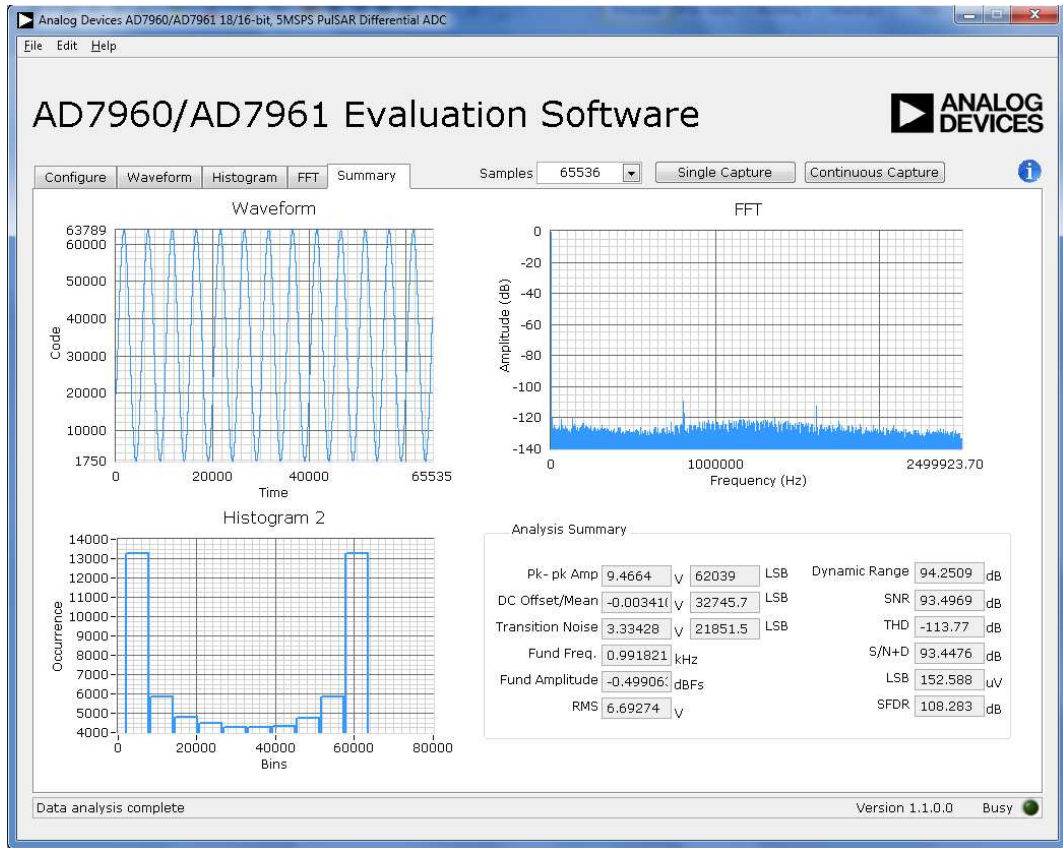 Analog Devices AD7960/AD7961 18/16-bit, 5MSPS PulSAR Differential ADC
File Edit Help
AD7960/AD7961 Evaluation Software
ANALOG
DEVICES
Configure Waveform Histogram FFT Summary
Samples 65536 Single Capture Continuous Capture
Waveform
63789
60000
50000
40000
30000
20000
10000
1750
Code
0 20000 40000 65535
Time
FFT
0
-20
-40
-60
-80
-100
-120
-140
Amplitude (dB)
0 1000000 2499923.70
Frequency (Hz)
Histogram 2
14000
13000
12000
11000
10000
9000
8000
7000
6000
5000
4000
Occurrence
0 20000 40000 60000 80000
Bins
Analysis Summary
Pk- pk Amp 9.4664 V 62039 LSB
DC Offset/Mean -0.00341 V 32745.7 LSB
Transition Noise 3.33428 V 21851.5 LSB
Fund Freq. 0.991821 kHz
Fund Amplitude -0.49906 dBFs
RMS 6.69274 V
Dynamic Range 94.2509 dB
SNR 93.4969 dB
THD -113.77 dB
S/N+D 93.4476 dB
LSB 152.588 uV
SFDR 108.283 dB
Data analysis complete
Version 1.1.0.0 Busy